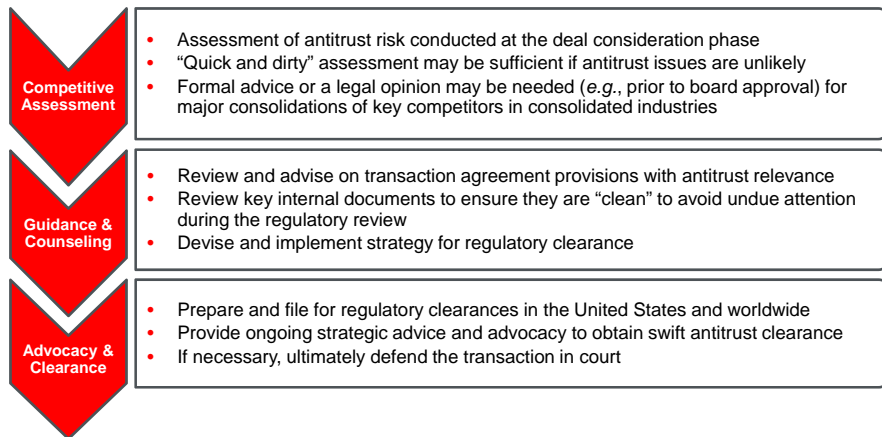 Competitive
Assessment
• Assessment of antitrust risk conducted at the deal consideration phase
• “Quick and dirty” assessment may be sufficient if antitrust issues are unlikely
• Formal advice or a legal opinion may be needed (e.g., prior to board approval) for
major consolidations of key competitors in consolidated industries
Guidance &
Counseling
• Review and advise on transaction agreement provisions with antitrust relevance
• Review key internal documents to ensure they are “clean” to avoid undue attention
during the regulatory review
• Devise and implement strategy for regulatory clearance
Advocacy &
Clearance
• Prepare and file for regulatory clearances in the United States and worldwide
• Provide ongoing strategic advice and advocacy to obtain swift antitrust clearance
• If necessary, ultimately defend the transaction in court